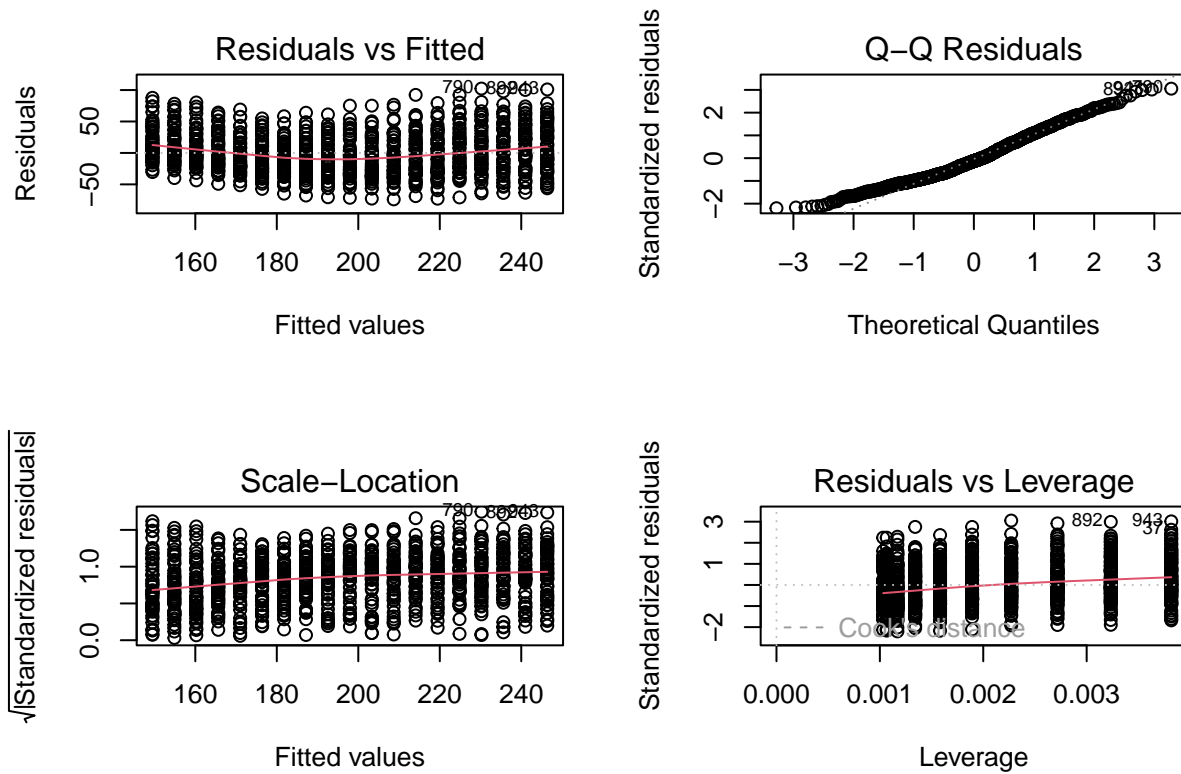 Residuals vs Fitted
Residuals
50
−50
790
943
160 180 200 220 240
Fitted values
Q−Q Residuals
Standardized residuals
2
0
−2
−3 −2 −1 0 1 2 3
Theoretical Quantiles
Scale−Location
√|Standardized residuals|
1.0
0.0
790
943
160 180 200 220 240
Fitted values
Residuals vs Leverage
Standardized residuals
3
1
−2
892
943
37
Cook's distance
0.000 0.001 0.002 0.003
Leverage